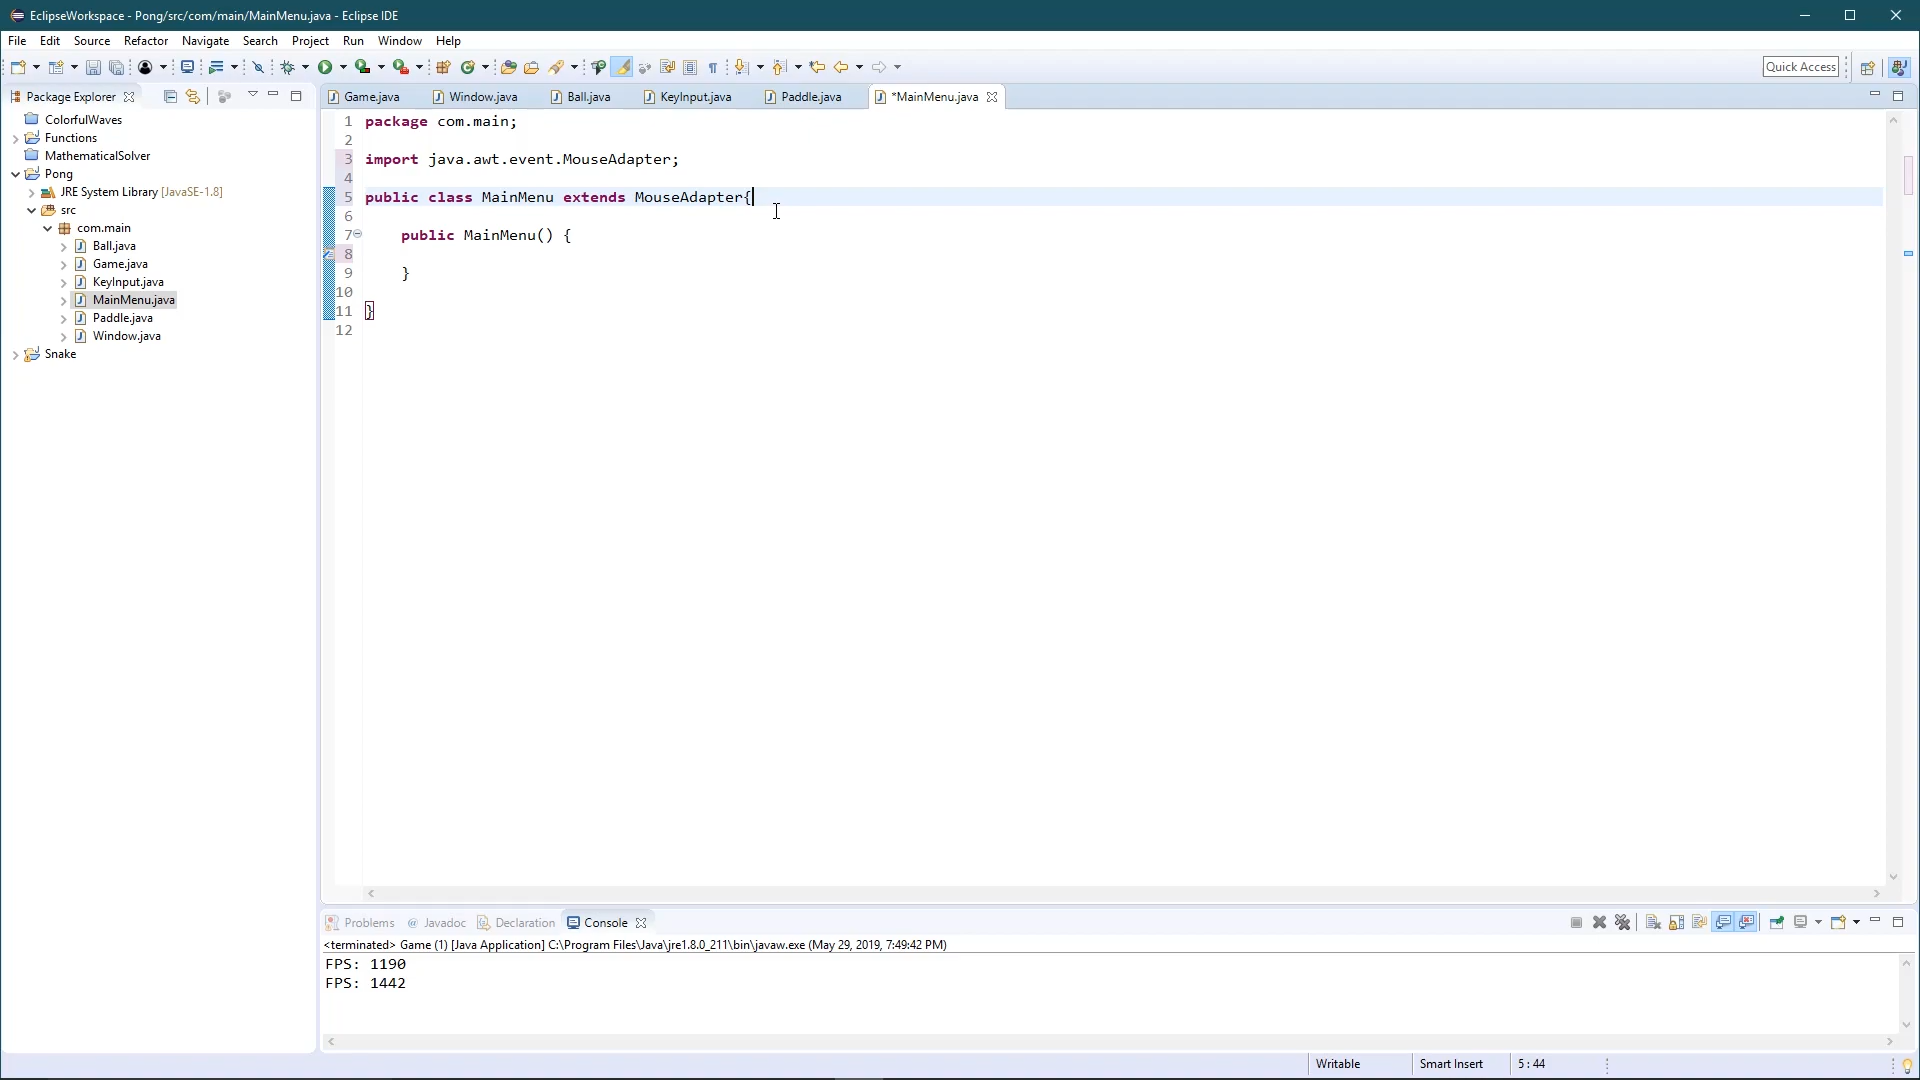 EclipseWorkspace - Pong/src/com/main/MainMenu.java - Eclipse IDE
File Edit Source Refactor Navigate Search Project Run Window Help
Quick Access
Package Explorer
ColorfulWaves
Functions
MathematicalSolver
Pong
JRE System Library [JavaSE-1.8]
src
com.main
Ball.java
Game.java
KeyInput.java
MainMenu.java
Paddle.java
Window.java
Snake
Game.java Window.java Ball.java KeyInput.java Paddle.java *MainMenu.java
1 package com.main;
2
3 import java.awt.event.MouseAdapter;
4
5 public class MainMenu extends MouseAdapter{
6
7 public MainMenu() {
8
9 }
10
11 }
12
Problems @ Javadoc Declaration Console
<terminated> Game (1) [Java Application] C:\Program Files\Java\jre1.8.0_211\bin\javaw.exe (May 29, 2019, 7:49:42 PM)
FPS: 1190
FPS: 1442
Writable Smart Insert 5 : 44